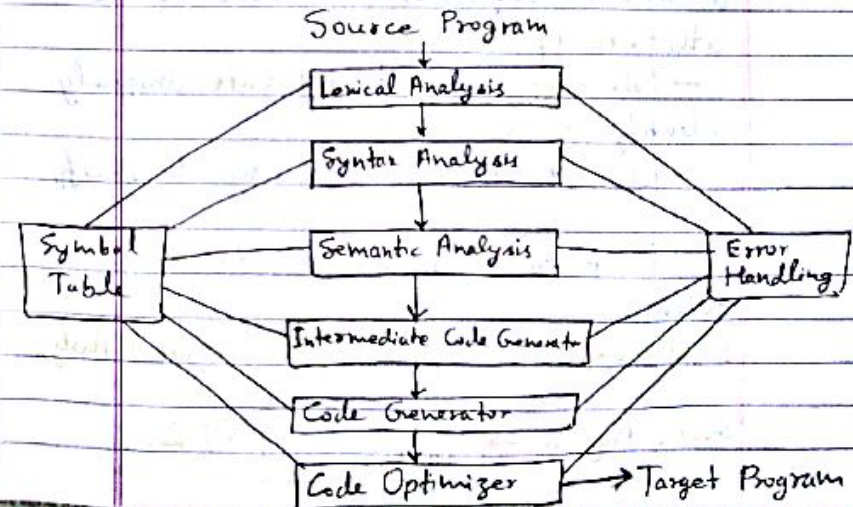 Source Program
Lexical Analysis
Syntax Analysis
Symbol
Table
Semantic Analysis
Error
Handling
Intermediate Code Generator
Code Generator
Code Optimizer
Target Program